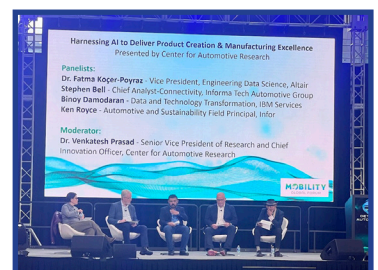 Harnessing AI to Deliver Product Creation & Manufacturing Excellence
Presented by Center for Automotive Research
Panelists:
Dr. Fatma Koçer-Poyraz - Vice President, Engineering Data Science, Altair
Stephen Bell - Chief Analyst-Connectivity, Informa Tech Automotive Group
Binoy Damodaran - Data and Technology Transformation, IBM Services
Ken Royce - Automotive and Sustainability Field Principal, Infor
Moderator:
Dr. Venkatesh Prasad - Senior Vice President of Research and Chief
Innovation Officer, Center for Automotive Research
MOBILITY
GLOBAL FORUM